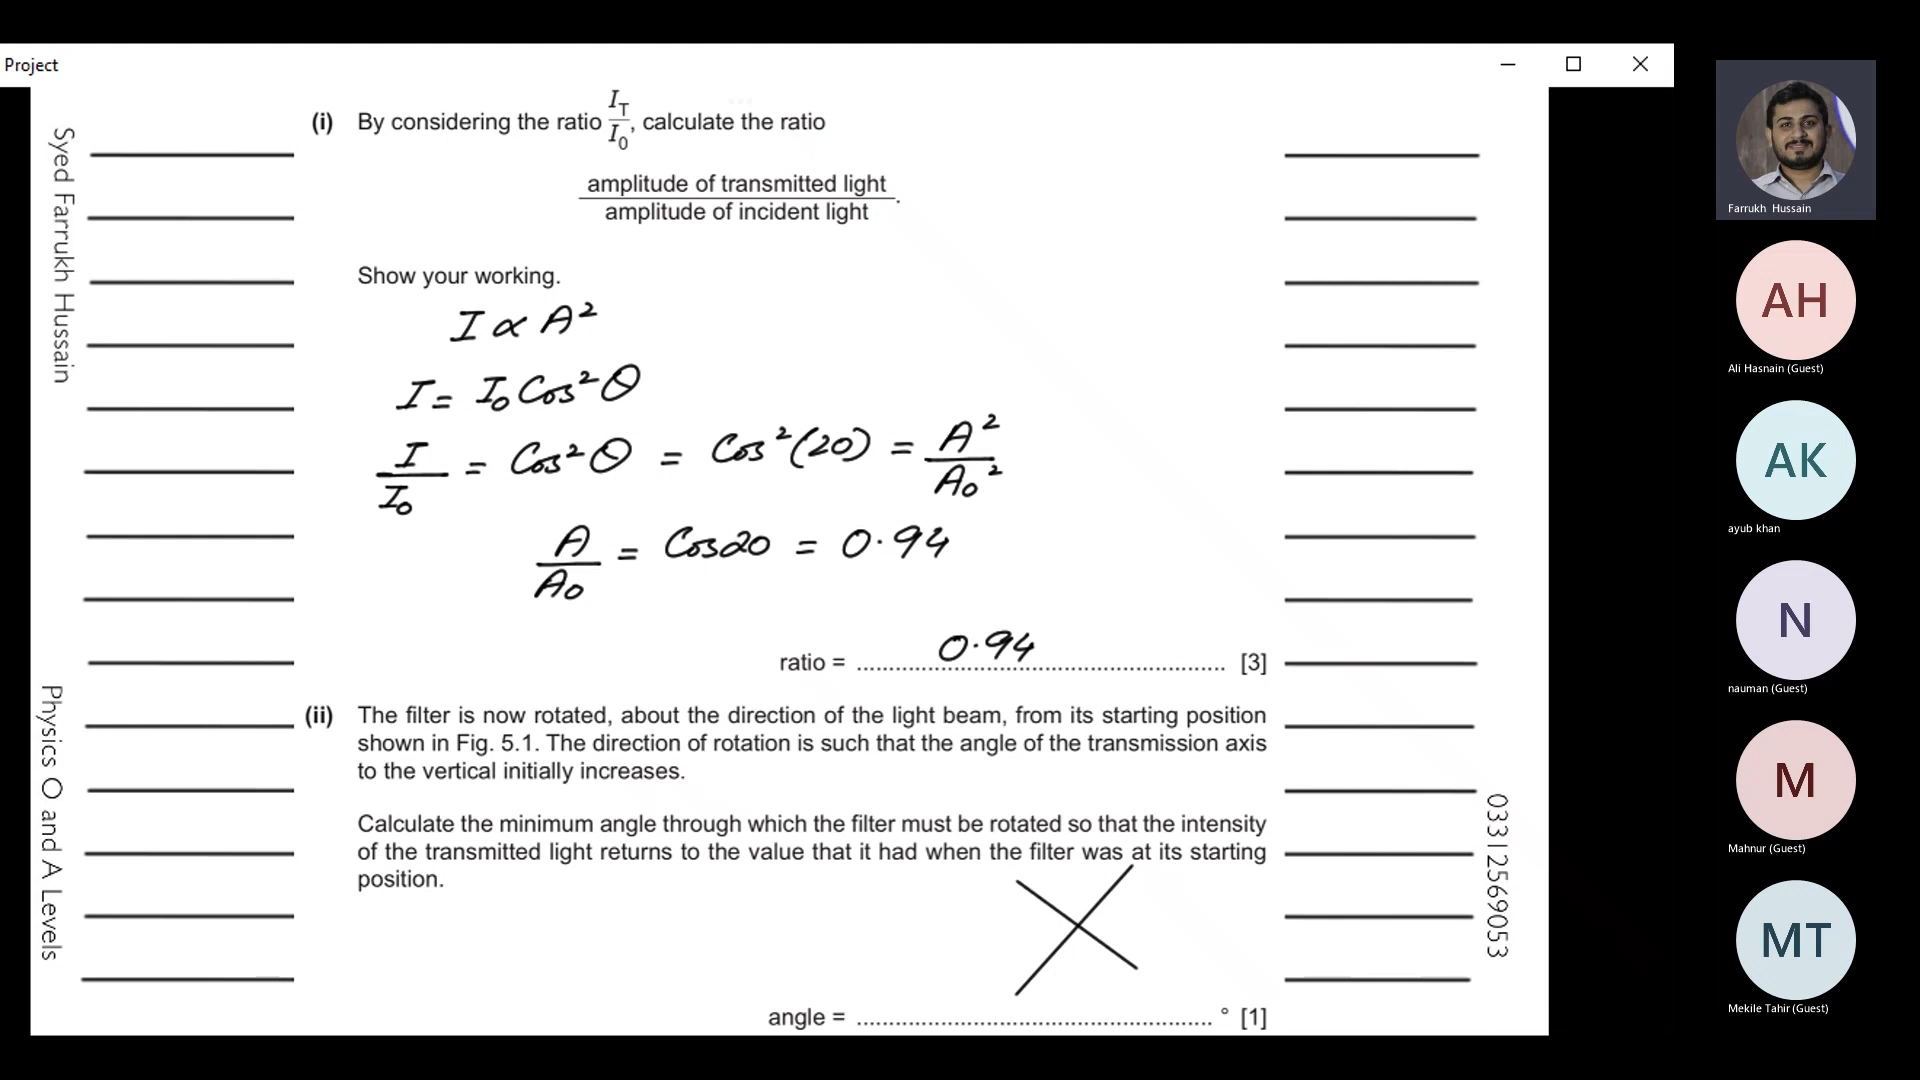 Project
Syed Farrukh Hussain
(i) By considering the ratio I_T/I_0, calculate the ratio
amplitude of transmitted light
amplitude of incident light.
Show your working.
I ∝ A²
I = I₀ Cos²Θ
I/I₀ = Cos²Θ = Cos²(20) = A²/A₀²
A/A₀ = Cos20 = 0.94
ratio = 0.94 [3]
(ii) The filter is now rotated, about the direction of the light beam, from its starting position
shown in Fig. 5.1. The direction of rotation is such that the angle of the transmission axis
to the vertical initially increases.
Calculate the minimum angle through which the filter must be rotated so that the intensity
of the transmitted light returns to the value that it had when the filter was at its starting
position.
angle = ............ ° [1]
Physics O and A Levels
03312569053
Farrukh Hussain
AH
Ali Hasnain (Guest)
AK
ayub khan
N
nauman (Guest)
M
Mahnur (Guest)
MT
Mekile Tahir (Guest)